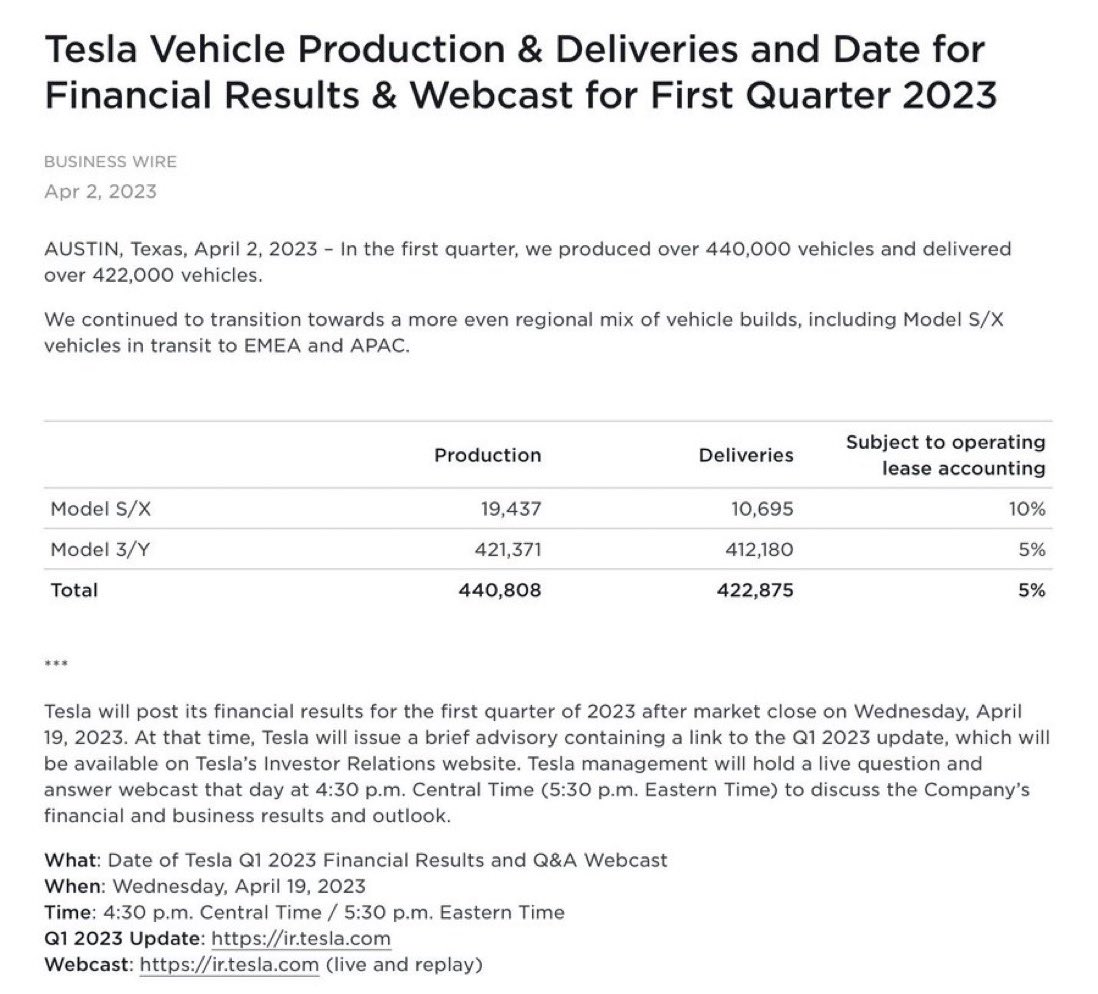 Tesla Vehicle Production & Deliveries and Date for
Financial Results & Webcast for First Quarter 2023
BUSINESS WIRE
Apr 2, 2023
AUSTIN, Texas, April 2, 2023 – In the first quarter, we produced over 440,000 vehicles and delivered
over 422,000 vehicles.
We continued to transition towards a more even regional mix of vehicle builds, including Model S/X
vehicles in transit to EMEA and APAC.
Production Deliveries Subject to operating
lease accounting
Model S/X 19,437 10,695 10%
Model 3/Y 421,371 412,180 5%
Total 440,808 422,875 5%
***
Tesla will post its financial results for the first quarter of 2023 after market close on Wednesday, April
19, 2023. At that time, Tesla will issue a brief advisory containing a link to the Q1 2023 update, which will
be available on Tesla’s Investor Relations website. Tesla management will hold a live question and
answer webcast that day at 4:30 p.m. Central Time (5:30 p.m. Eastern Time) to discuss the Company’s
financial and business results and outlook.
What: Date of Tesla Q1 2023 Financial Results and Q&A Webcast
When: Wednesday, April 19, 2023
Time: 4:30 p.m. Central Time / 5:30 p.m. Eastern Time
Q1 2023 Update: https://ir.tesla.com
Webcast: https://ir.tesla.com (live and replay)